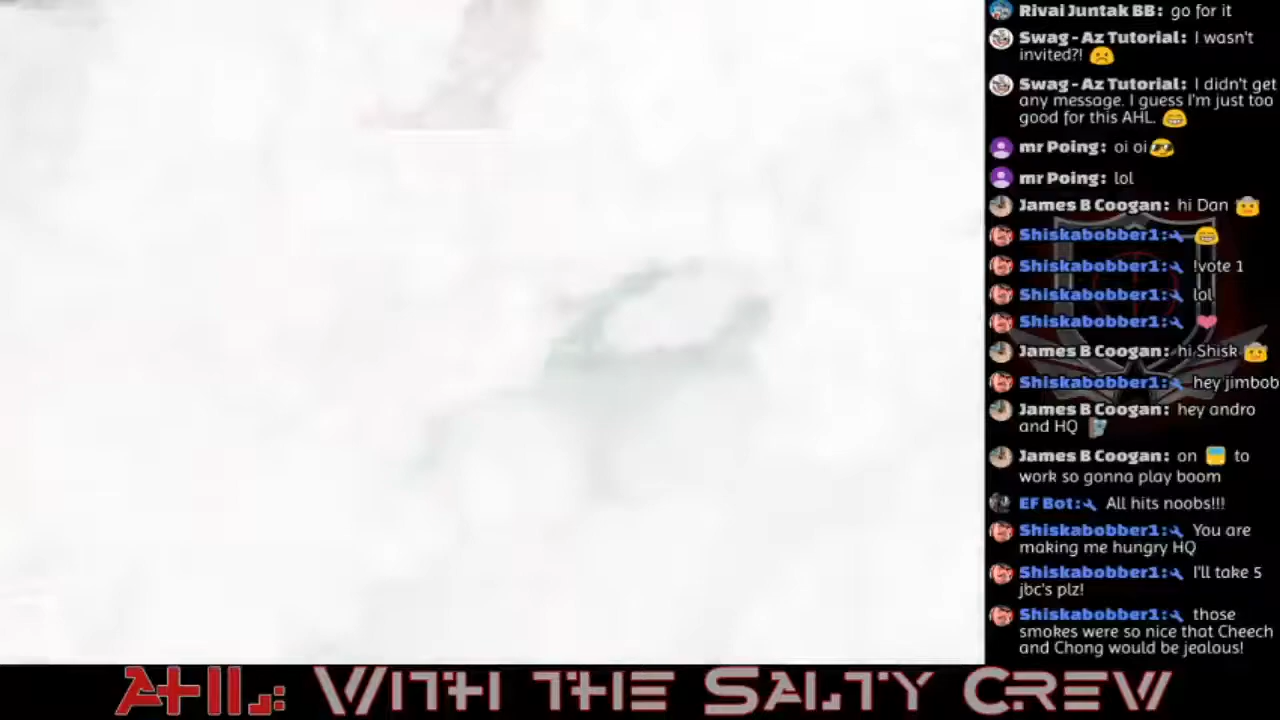 Rivai Juntak BB: go for it
Swag - Az Tutorial: I wasn't
invited?!
Swag - Az Tutorial: I didn't get
any message. I guess I'm just too
good for this AHL.
mr Poing: oi oi
mr Poing: lol
James B Coogan: hi Dan
Shiskabobber1:
Shiskabobber1: !vote 1
Shiskabobber1: lol
Shiskabobber1:
James B Coogan: hi Shisk
Shiskabobber1: hey jimbob
James B Coogan: hey andro
and HQ
James B Coogan: on to
work so gonna play boom
EF Bot: All hits noobs!!!
Shiskabobber1: You are
making me hungry HQ
Shiskabobber1: I'll take 5
jbc's plz!
Shiskabobber1: those
smokes were so nice that Cheech
and Chong would be jealous!
AHL: With the Salty Crew